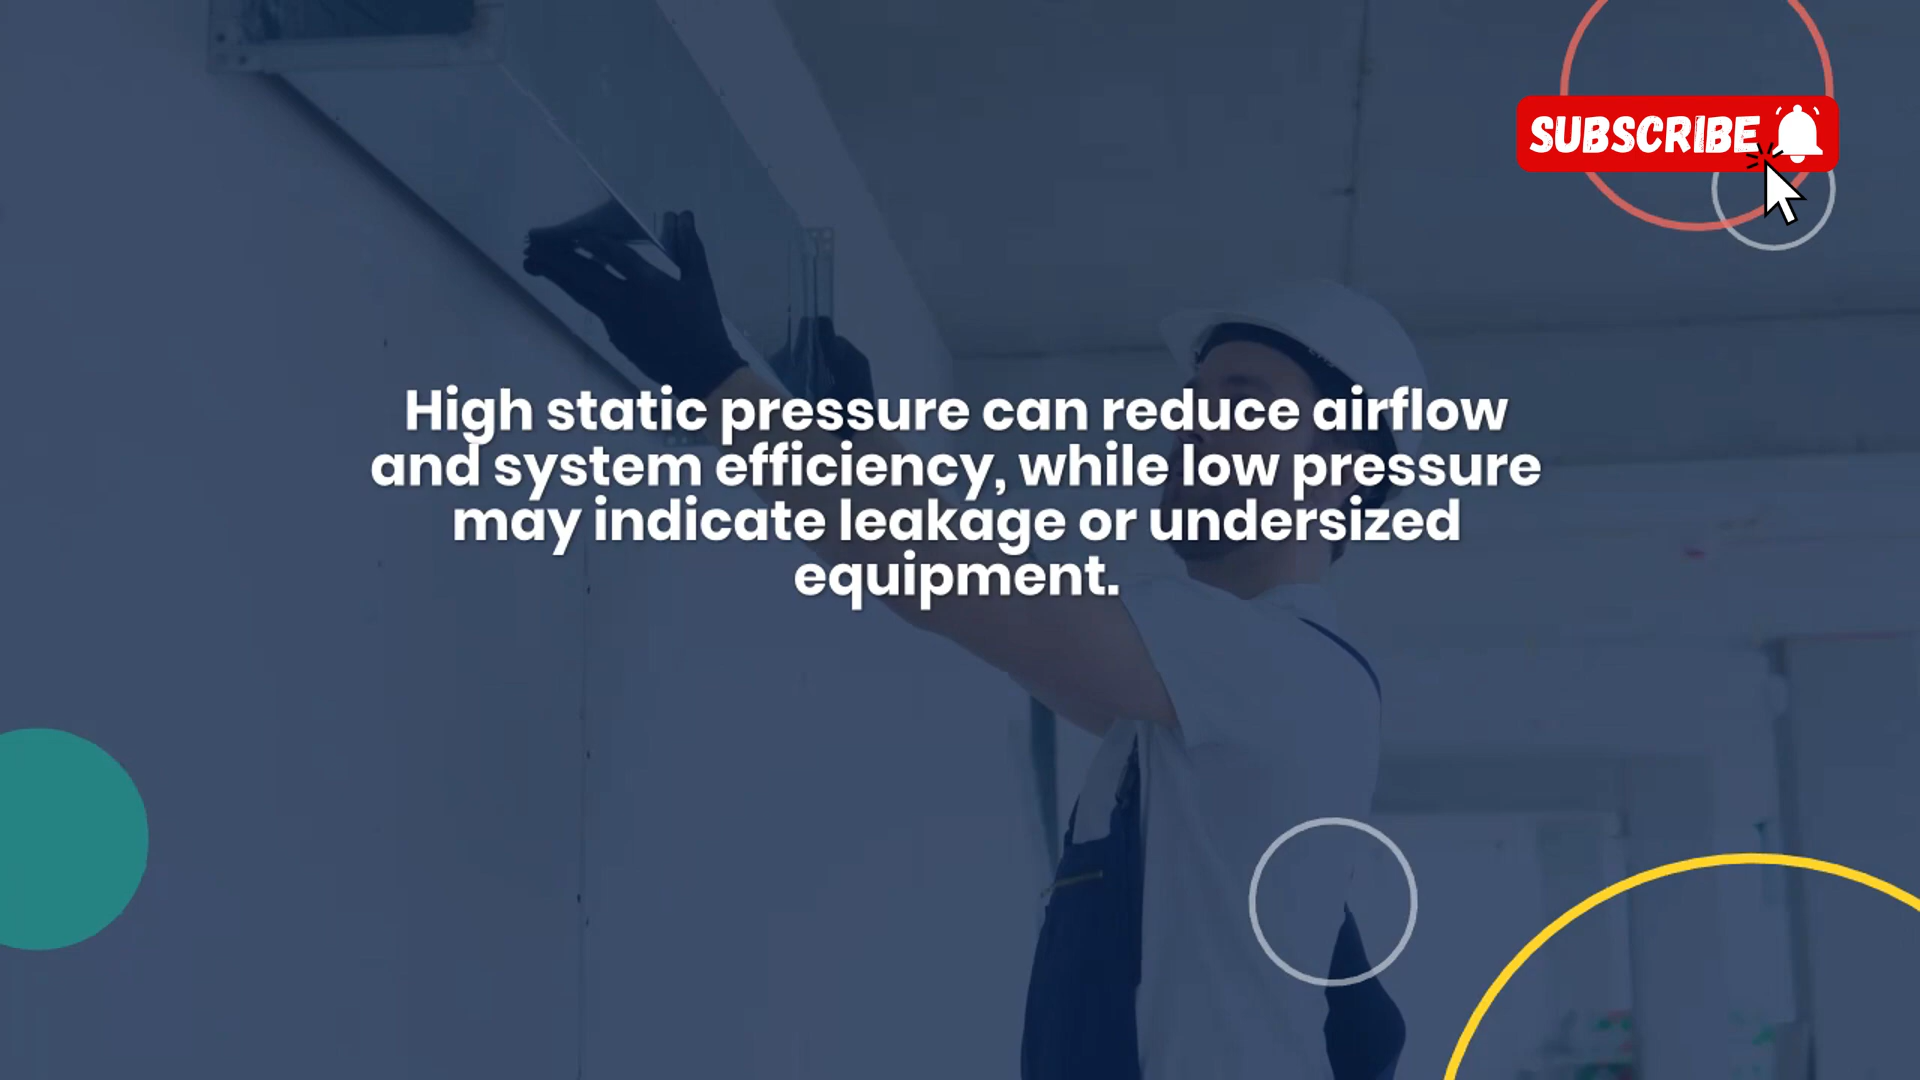 SUBSCRIBE
High static pressure can reduce airflow
and system efficiency, while low pressure
may indicate leakage or undersized
equipment.